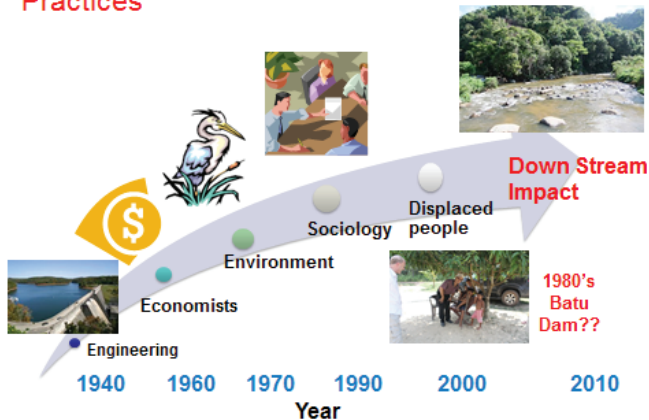 Practices
$
Down Stream
Impact
Displaced
people
Sociology
Environment
Economists
Engineering
1980's
Batu
Dam??
1940 1960 1970 1990 2000 2010
Year